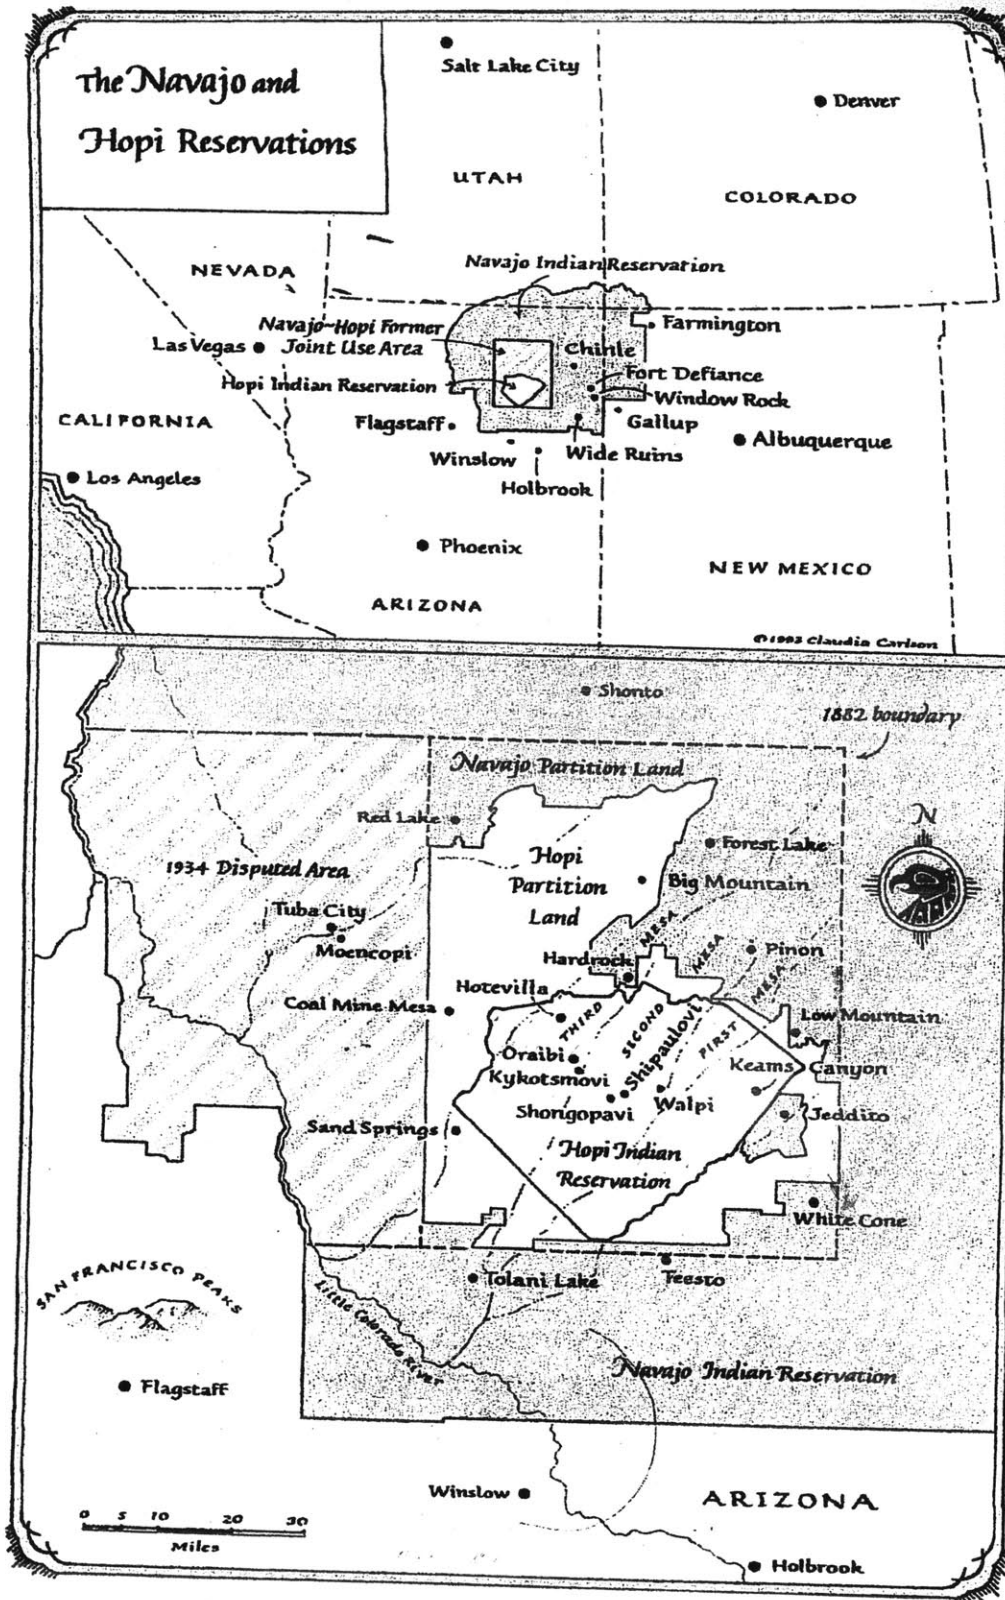 The Navajo and
Hopi Reservations
Salt Lake City
Denver
UTAH
COLORADO
NEVADA
Navajo Indian Reservation
Navajo-Hopi Former
Joint Use Area
Farmington
Las Vegas
Chinle
Hopi Indian Reservation
Fort Defiance
Window Rock
CALIFORNIA
Flagstaff
Gallup
Albuquerque
Winslow
Wide Ruins
Los Angeles
Holbrook
Phoenix
NEW MEXICO
ARIZONA
©1993 Claudia Carlson
Shonto
1882 boundary
Navajo Partition Land
Red Lake
N
Forest Lake
Hopi
Partition
Land
1934 Disputed Area
Big Mountain
Tuba City
Moencopi
MESA
MESA
MESA
Pinon
Hardrock
Hotevilla
Coal Mine Mesa
THIRD
SECOND
FIRST
Low Mountain
Shipaulovi
Oraibi
Kykotsmovi
Keams Canyon
Shongopavi
Walpi
Jeddito
Sand Springs
Hopi Indian
Reservation
White Cone
SAN FRANCISCO PEAKS
Tolani Lake
Teesto
Little Colorado River
Flagstaff
Navajo Indian Reservation
Winslow
ARIZONA
0 5 10 20 30
Miles
Holbrook